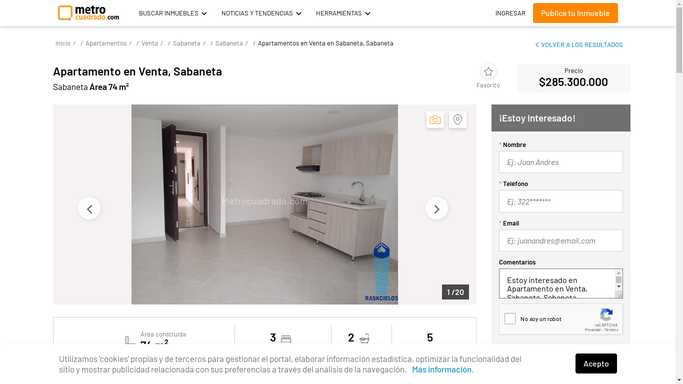 metro
cuadrado.com
BUSCAR INMUEBLES
NOTICIAS Y TENDENCIAS
HERRAMIENTAS
INGRESAR
Publica tu Inmueble
Inicio / / Apartamentos / / Venta / / Sabaneta / / Sabaneta / / Apartamentos en Venta en Sabaneta, Sabaneta
VOLVER A LOS RESULTADOS
Apartamento en Venta, Sabaneta
Sabaneta Área 74 m²
Favorito
Precio
$285.300.000
Metrocuadrado.com
RASKCIELOS
1 / 20
¡Estoy Interesado!
* Nombre
Ej: Juan Andres
* Teléfono
Ej: 322*******
* Email
Ej: juanandres@email.com
Comentarios
Estoy interesado en
Apartamento en Venta,
Sabaneta, Sabaneta
No soy un robot
reCAPTCHA
Privacidad - Términos
Área construida
74 m²
3
2
5
Utilizamos 'cookies' propias y de terceros para gestionar el portal, elaborar información estadística, optimizar la funcionalidad del
sitio y mostrar publicidad relacionada con sus preferencias a través del análisis de la navegación. Más información.
Acepto